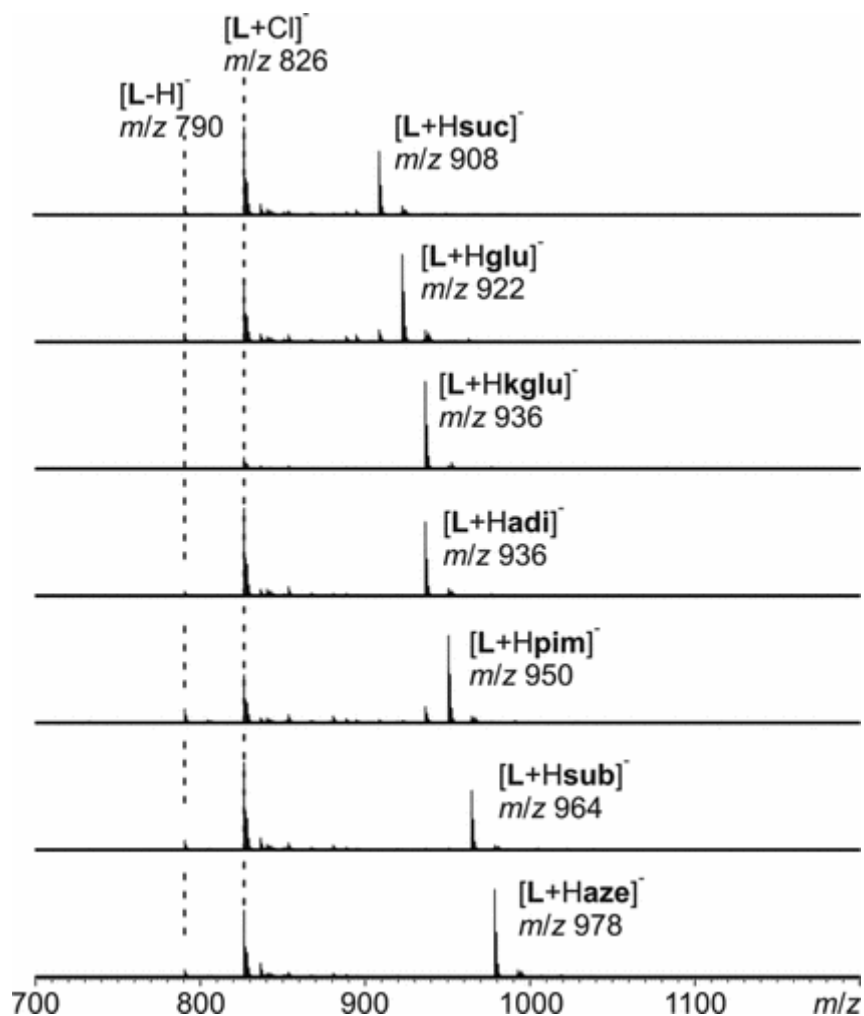 [L+Cl]⁻
m/z 826
[L-H]⁻
m/z 790
[L+Hsuc]⁻
m/z 908
[L+Hglu]⁻
m/z 922
[L+Hkglu]⁻
m/z 936
[L+Hadi]⁻
m/z 936
[L+Hpim]⁻
m/z 950
[L+Hsub]⁻
m/z 964
[L+Haze]⁻
m/z 978
700 800 900 1000 1100 m/z